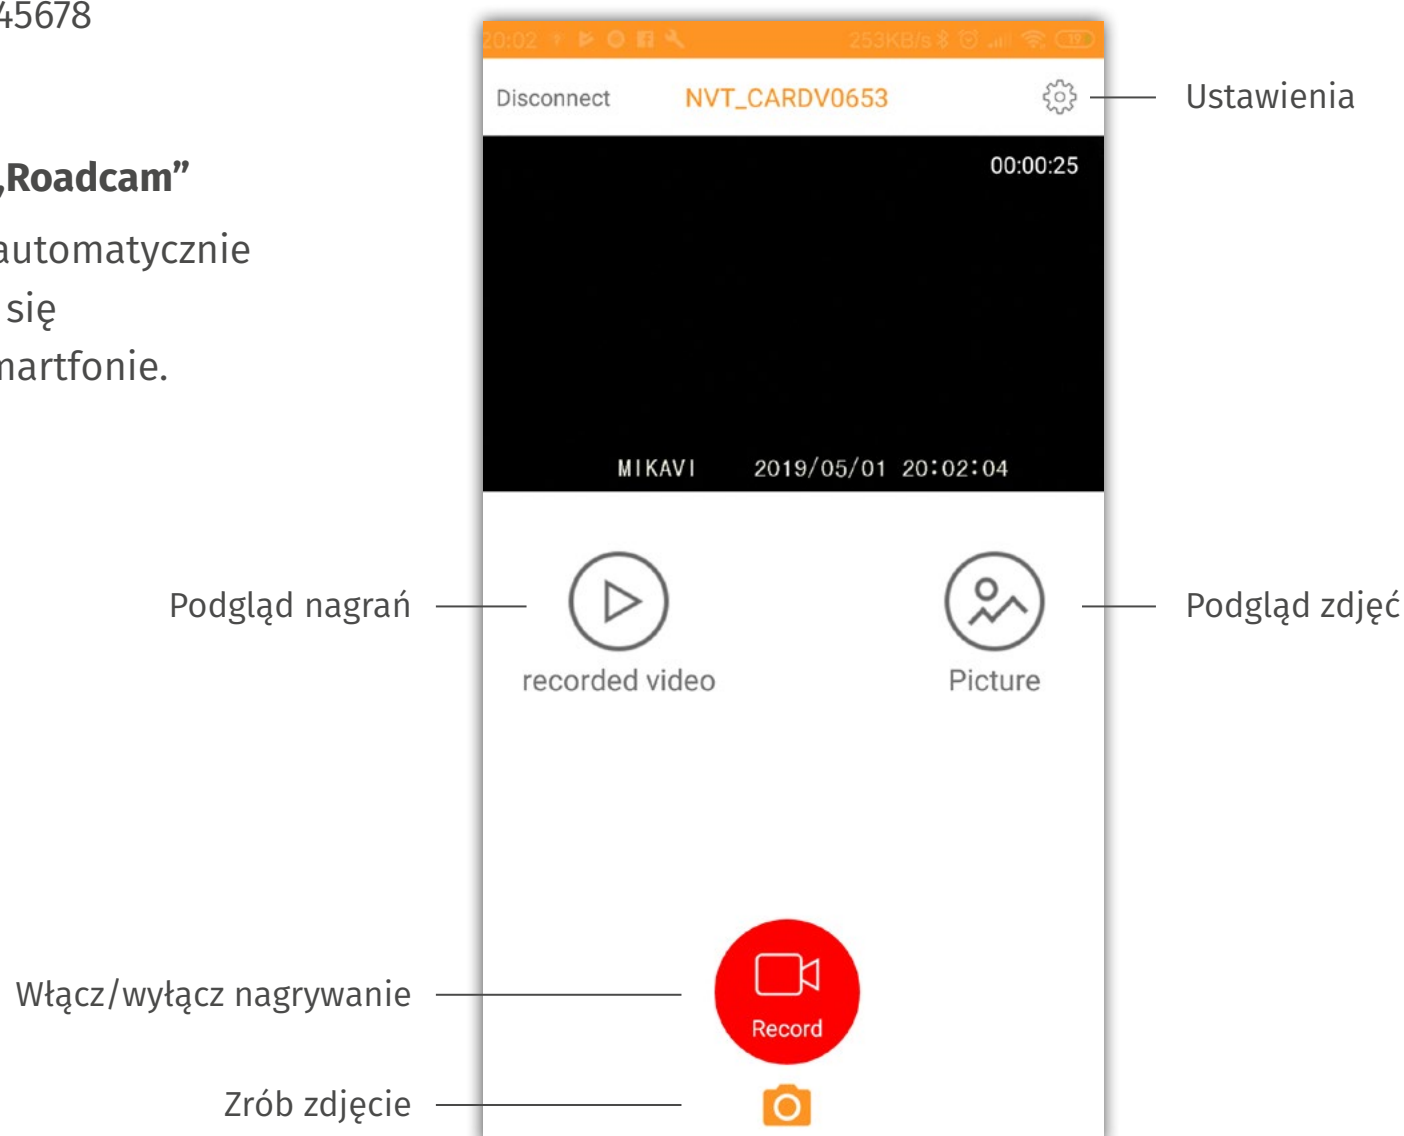 45678
„Roadcam”
automatycznie
się
martfonie.
20:02 253KB/s 19
Disconnect NVT_CARDV0653
Ustawienia
00:00:25
MIKAVI 2019/05/01 20:02:04
Podgląd nagrań
Podgląd zdjęć
recorded video Picture
Włącz/wyłącz nagrywanie
Record
Zrób zdjęcie